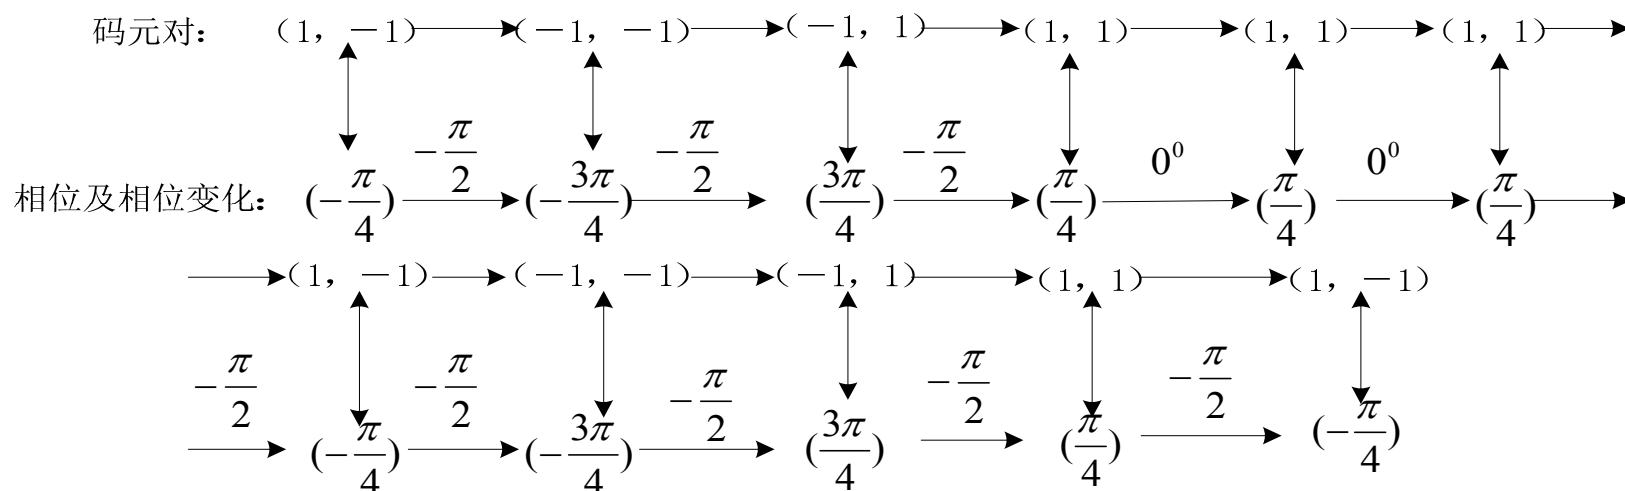 码元对： （1，－1） （－1，－1） （－1，1） （1，1） （1，1） （1，1）
-π/2 -π/2 -π/2 0⁰ 0⁰
相位及相位变化： (-π/4) (-3π/4) (3π/4) (π/4) (π/4) (π/4)
（1，－1） （－1，－1） （－1，1） （1，1） （1，－1）
-π/2 -π/2 -π/2 -π/2 -π/2
(-π/4) (-3π/4) (3π/4) (π/4) (-π/4)